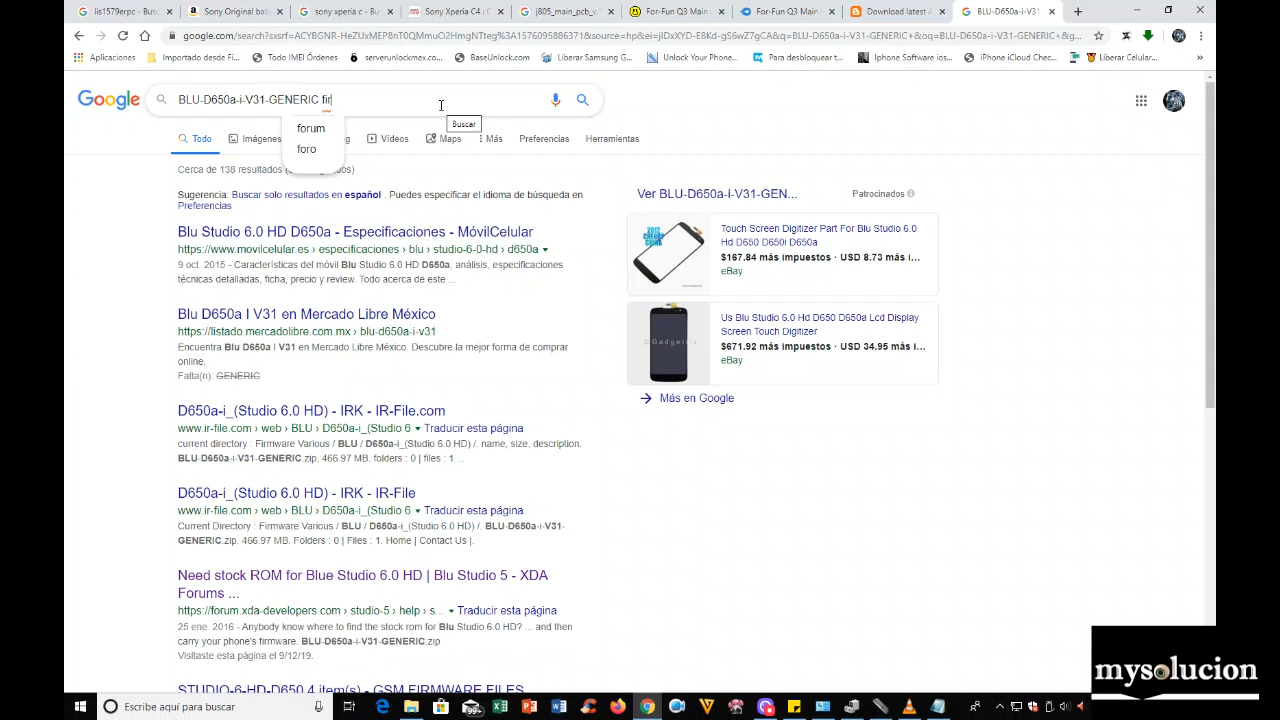 lis1579erpc - Busca
Sony Original bate
sony xperia c - Bus
Sony Xperia C4 : C
j805_main_pcb_v.
For-Fun Q3 Main
For-Fun Q3 Main
Download latest A
BLU-D650a-i-V31-G
google.com/search?sxsrf=ACYBGNR-HeZUxMEP0nT0QMmuO2HmgNTteg%3A1576095886371&source=hp&ei=jlDxXYD-E8Kd-gS6wZ7gCA&q=BLU-D650a-i-V31-GENERIC+&oq=BLU-D650a-i-V31-GENERIC+&g...
Aplicaciones
Importado desde Fi...
Todo IMEI Órdenes
serverunlockmex.co...
BaseUnlock.com
GSMliberty - Samsu...
Unlock Your Phone...
Para desbloquear t...
Iphone Software ios...
iPhone iCloud Chec...
Liberar Celular...
»
Google
BLU-D650a-i-V31-GENERIC fir
Buscar
forum
foro
Todo
Imágenes
Vídeos
Maps
Más
Preferencias
Herramientas
Cerca de 138 resultados
Sugerencia: Buscar solo resultados en español . Puedes especificar el idioma de búsqueda en
Preferencias
Blu Studio 6.0 HD D650a - Especificaciones - MóvilCelular
https://www.movilcelular.es › especificaciones › blu › studio-6-0-hd › d650a
9 oct. 2015 - Características del móvil Blu Studio 6.0 HD D650a, análisis, especificaciones
técnicas detalladas, ficha, precio y review. Todo acerca de este ...
Blu D650a I V31 en Mercado Libre México
https://listado.mercadolibre.com.mx › blu-d650a-i-v31
Encuentra Blu D650a I V31 en Mercado Libre México. Descubre la mejor forma de comprar
online.
Falta(n): GENERIC
D650a-i_(Studio 6.0 HD) - IRK - IR-File.com
www.ir-file.com › web › BLU › D650a-i_(Studio 6 Traducir esta página
current directory : Firmware Various / BLU / D650a-i_(Studio 6.0 HD) /. name, size, description.
BLU-D650a-i-V31-GENERIC.zip, 466.97 MB. folders : 0 | files : 1 ...
D650a-i_(Studio 6.0 HD) - IRK - IR-File
www.ir-file.com › web › BLU › D650a-i_(Studio 6 Traducir esta página
Current Directory : Firmware Various / BLU / D650a-i_(Studio 6.0 HD) /. BLU-D650a-i-V31-
GENERIC.zip. 466.97 MB. Folders : 0 | Files : 1. Home | Contact Us |.
Need stock ROM for Blue Studio 6.0 HD | Blu Studio 5 - XDA
Forums ...
https://forum.xda-developers.com › studio-5 › help › s... Traducir esta página
25 ene. 2016 - Anybody know where to find the stock rom for Blu Studio 6.0 HD? ... and then
carry your phone's firmware. BLU-D650a-i-V31-GENERIC.zip
Visitaste esta página el 9/12/19.
STUDIO-6-HD-D650 4 item(s) - GSM FIRMWARE FILES
Ver BLU-D650a-I-V31-GEN...
Patrocinados
Touch Screen Digitizer Part For Blu Studio 6.0
Hd D650 D650i D650a
$167.84 más impuestos · USD 8.73 más i...
eBay
Us Blu Studio 6.0 Hd D650 D650a Lcd Display
Screen Touch Digitizer
$671.92 más impuestos · USD 34.95 más i...
eBay
Más en Google
mysolucion
Escribe aquí para buscar